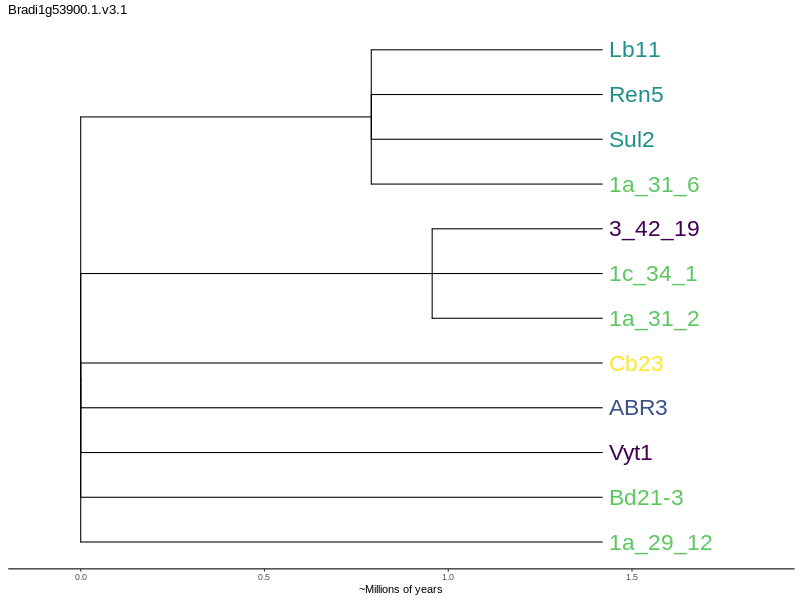 Bradi1g53900.1.v3.1
Lb11
Ren5
Sul2
1a_31_6
3_42_19
1c_34_1
1a_31_2
Cb23
ABR3
Vyt1
Bd21-3
1a_29_12
0.0 0.5 1.0 1.5
~Millions of years